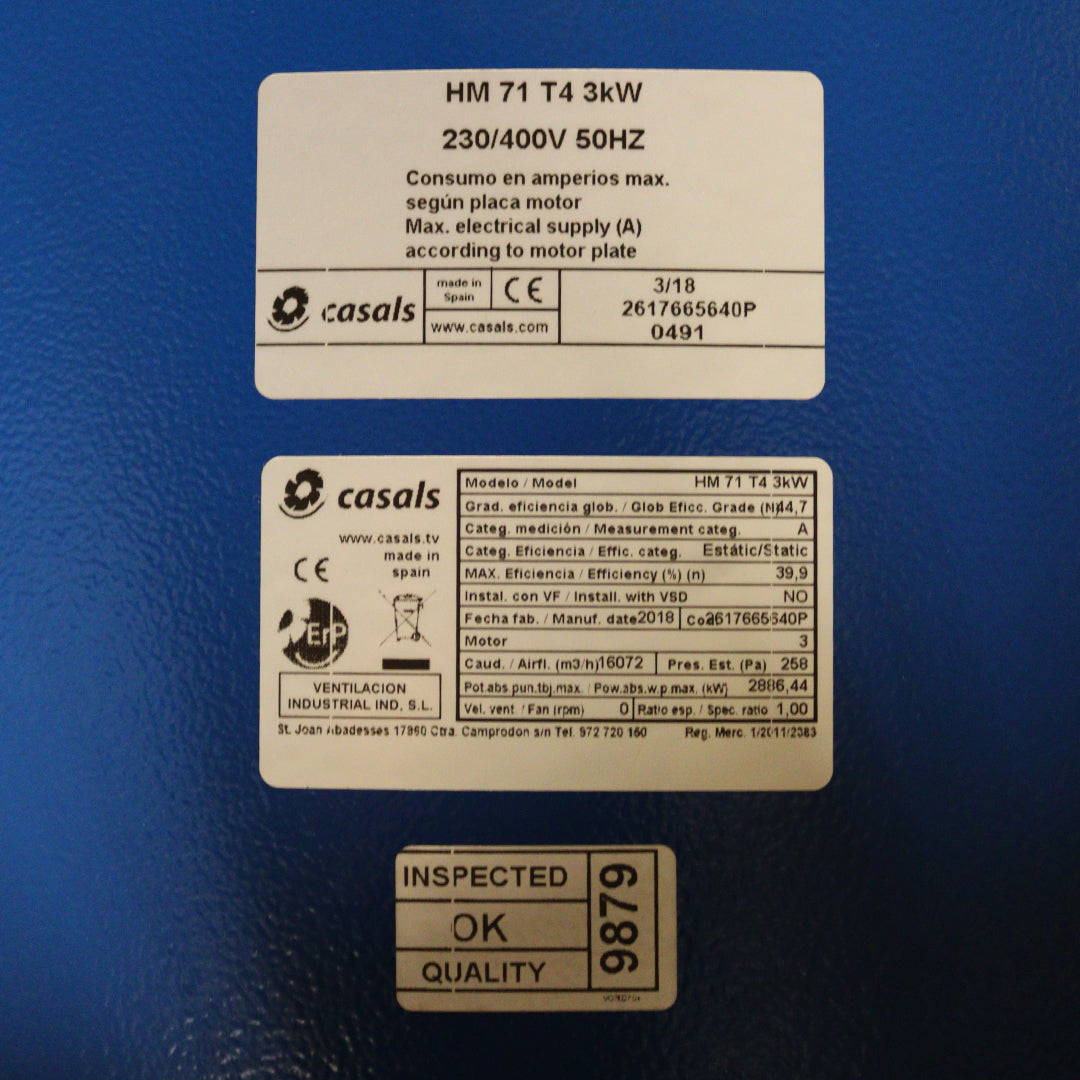 HM 71 T4 3kW
230/400V 50HZ
Consumo en amperios max.
según placa motor
Max. electrical supply (A)
according to motor plate
casals
made in
Spain
CE
www.casals.com
3/18
2617665640P
0491
casals
www.casals.tv
made in
spain
CE
ErP
VENTILACION
INDUSTRIAL IND. S.L.
Modelo / Model HM 71 T4 3kW
Grad. eficiencia glob. / Glob Eficc. Grade (N) 44,7
Categ. medición / Measurement categ. A
Categ. Eficiencia / Effic. categ. Estátic/Static
MAX. Eficiencia / Efficiency (%) (n) 39,9
Instal. con VF / Install. with VSD NO
Fecha fab. / Manuf. date 2018 Cod 2617665640P
Motor 3
Caud. / Airfl. (m3/h) 16072 Pres. Est. (Pa) 258
Pot.abs.pun.tbj.max. / Pow.abs.w.p.max. (kW) 2886,44
Vel. vent. / Fan (rpm) 0 Ratio esp. / Spec. ratio 1,00
St. Joan Abadesses 17860 Ctra. Camprodon s/n Tel. 972 720 150 Reg. Merc. 1/2011/2383
INSPECTED
OK
QUALITY
9879